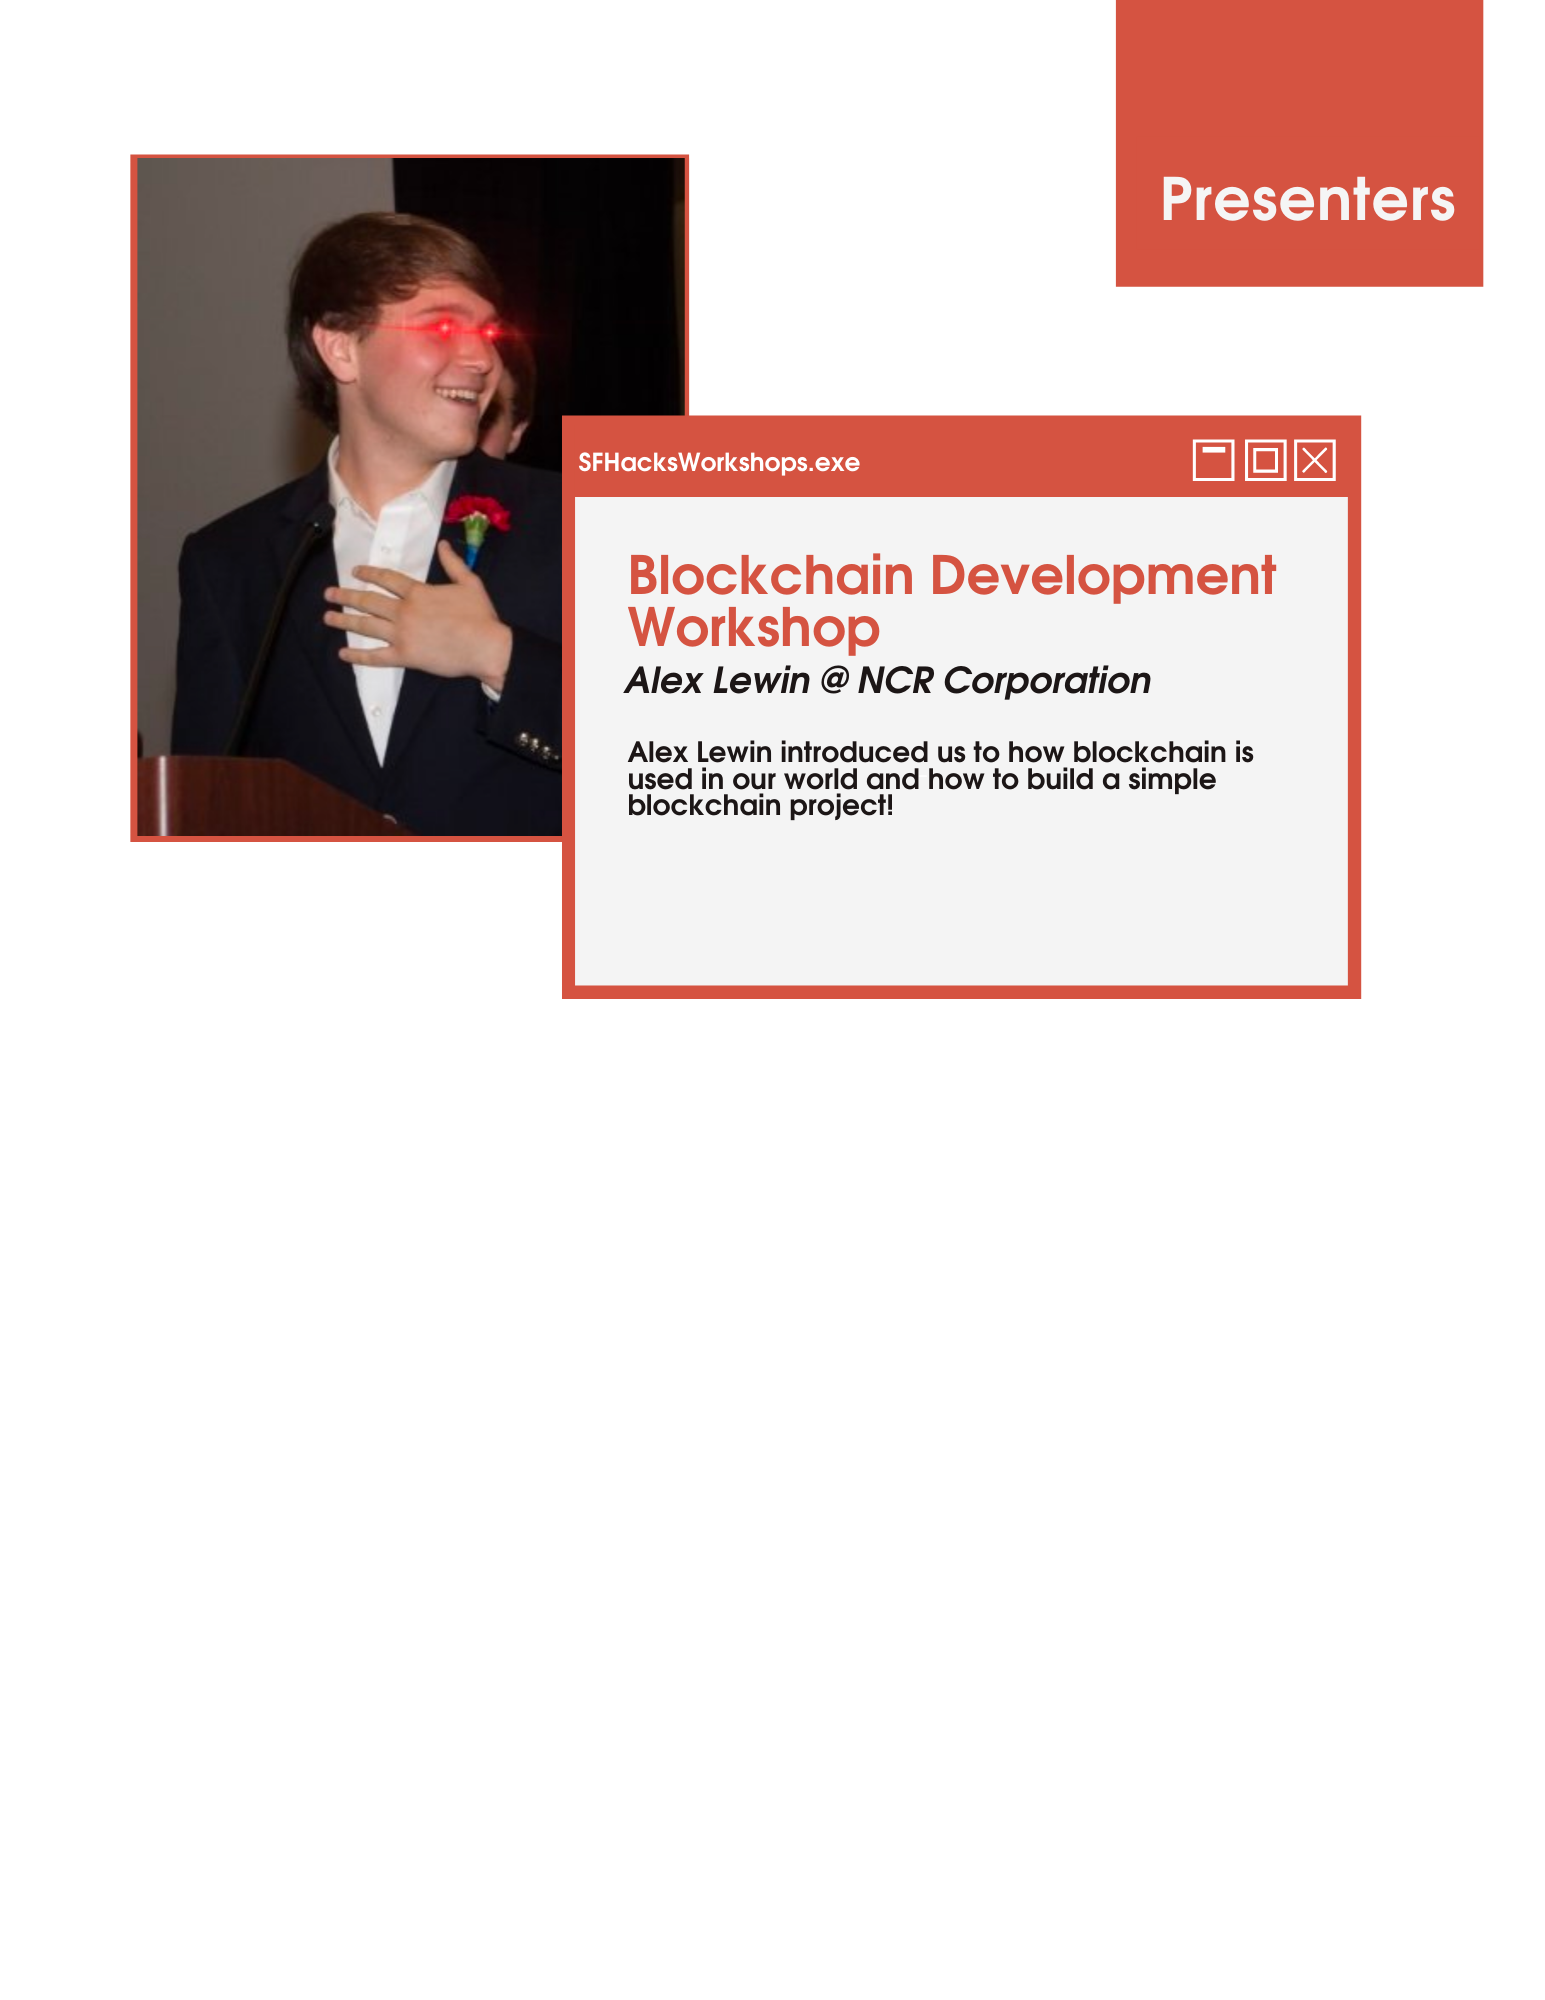 Presenters
SFHacksWorkshops.exe
Blockchain Development
Workshop
Alex Lewin @ NCR Corporation
Alex Lewin introduced us to how blockchain is
used in our world and how to build a simple
blockchain project!